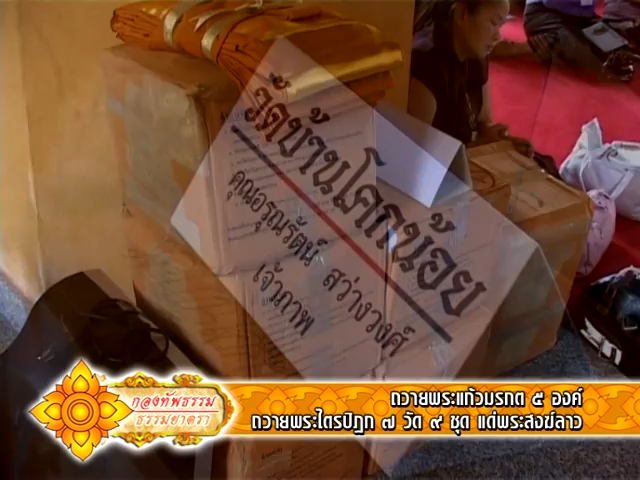 วัดบ้านโคกน้อย
คุณอรุณรัตน์ สว่างวงศ์
เจ้าภาพ
กองทัพธรรม
ธรรมยาตรา
ถวายพระแก้วมรกต ๕ องค์
ถวายพระไตรปิฎก ๗ วัด ๙ ชุด แด่พระสงฆ์ลาว